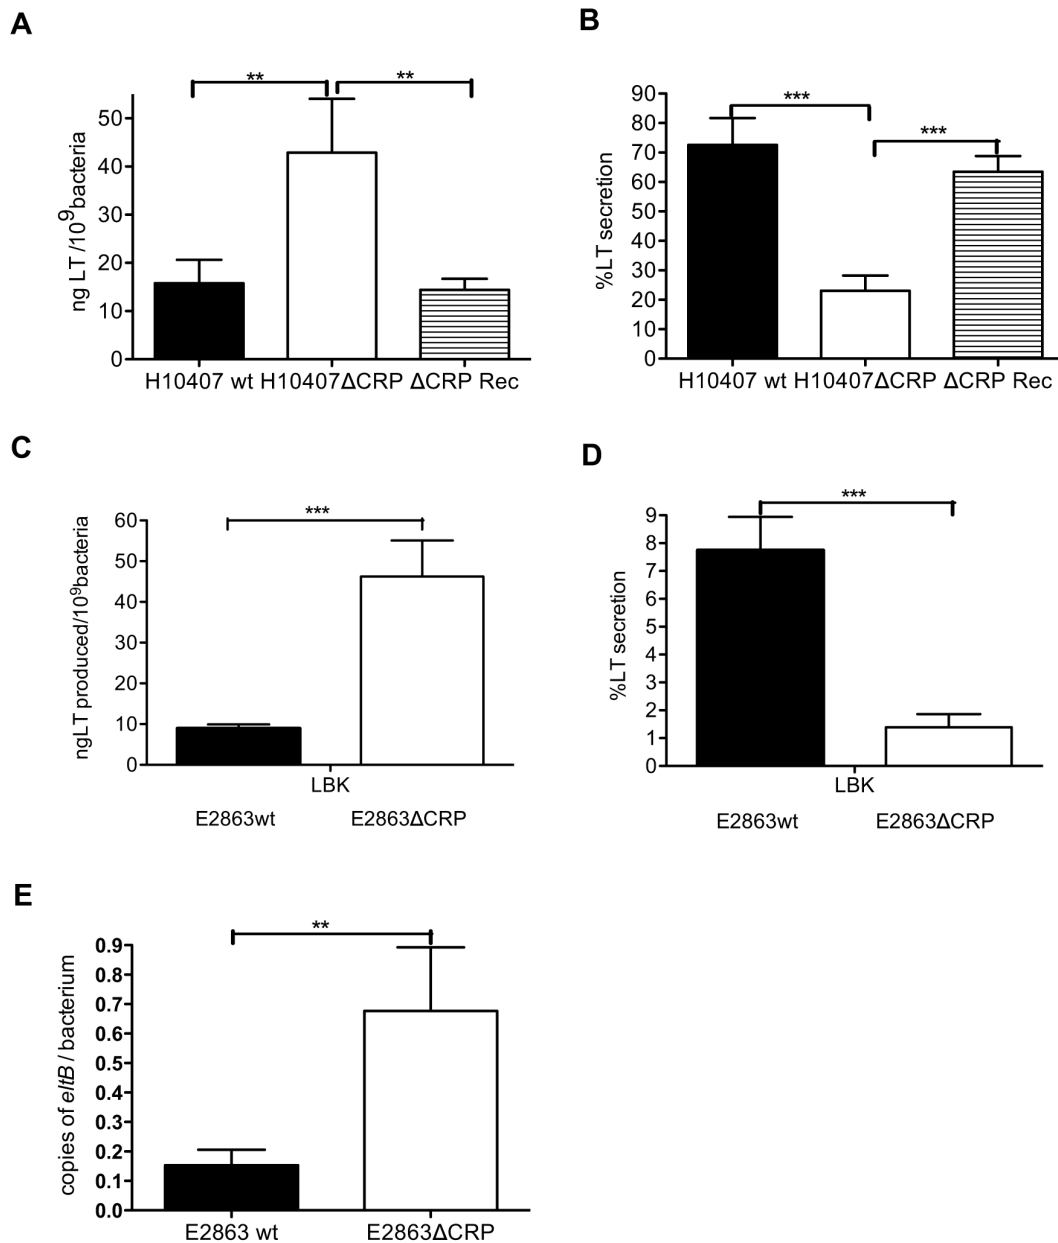 A
ng LT /10⁹bacteria
50
40
30
20
10
0
** **
H10407 wt H10407ΔCRP ΔCRP Rec
B
%LT secretion
90
80
70
60
50
40
30
20
10
0
***
***
H10407 wt H10407ΔCRP ΔCRP Rec
C
ngLT produced/10⁹bacteria
60
50
40
30
20
10
0
***
LBK
E2863wt E2863ΔCRP
D
%LT secretion
9
8
7
6
5
4
3
2
1
0
***
LBK
E2863wt E2863ΔCRP
E
copies of eltB / bacterium
0.9
0.8
0.7
0.6
0.5
0.4
0.3
0.2
0.1
0.0
**
E2863 wt E2863ΔCRP